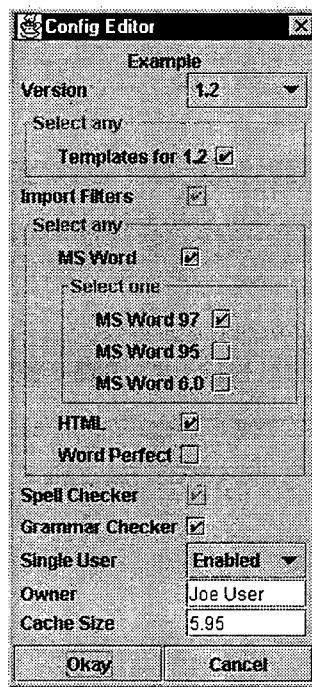 Config Editor
Example
Version 1.2
Select any
Templates for 1.2
Import Filters
Select any
MS Word
Select one
MS Word 97
MS Word 95
MS Word 6.0
HTML
Word Perfect
Spell Checker
Grammar Checker
Single User Enabled
Owner Joe User
Cache Size 5.95
Okay Cancel